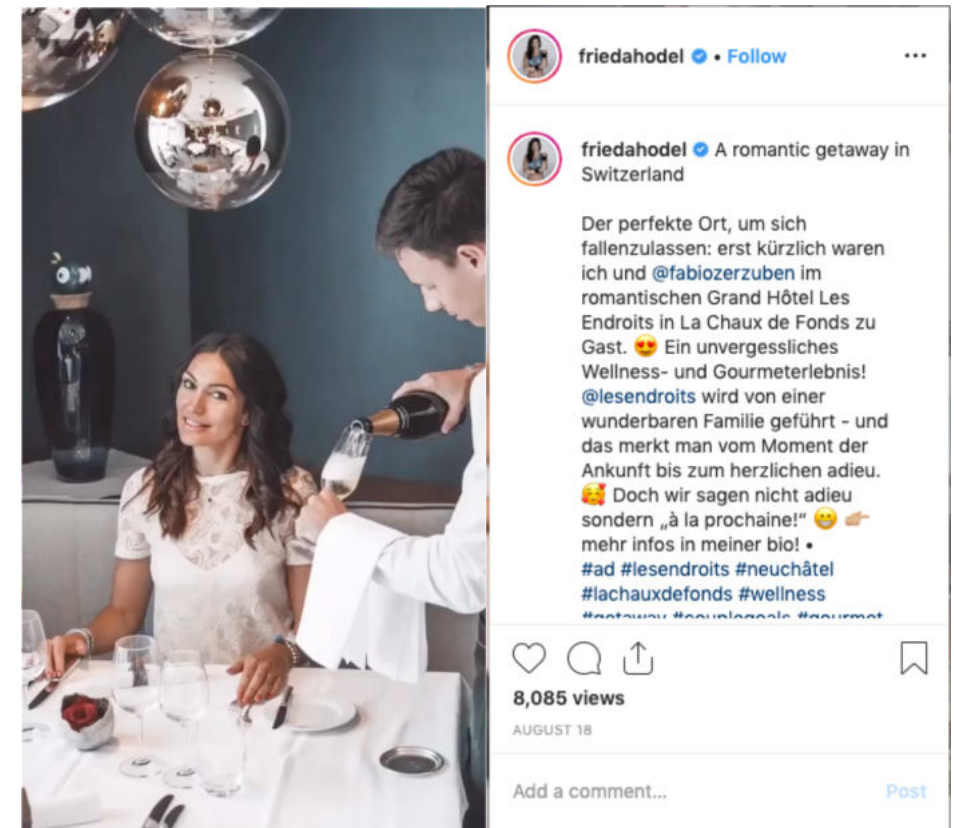 friedahodel • Follow •••
friedahodel A romantic getaway in
Switzerland
Der perfekte Ort, um sich
fallenzulassen: erst kürzlich waren
ich und @fabiozerzuben im
romantischen Grand Hôtel Les
Endroits in La Chaux de Fonds zu
Gast. 😍 Ein unvergessliches
Wellness- und Gourmeterlebnis!
@lesendroits wird von einer
wunderbaren Familie geführt - und
das merkt man vom Moment der
Ankunft bis zum herzlichen adieu.
🥰 Doch wir sagen nicht adieu
sondern „à la prochaine!“ 😁 👉🏼
mehr infos in meiner bio! •
#ad #lesendroits #neuchâtel
#lachauxdefonds #wellness
#getaway #couplegoals #gourmet
8,085 views
AUGUST 18
Add a comment... Post